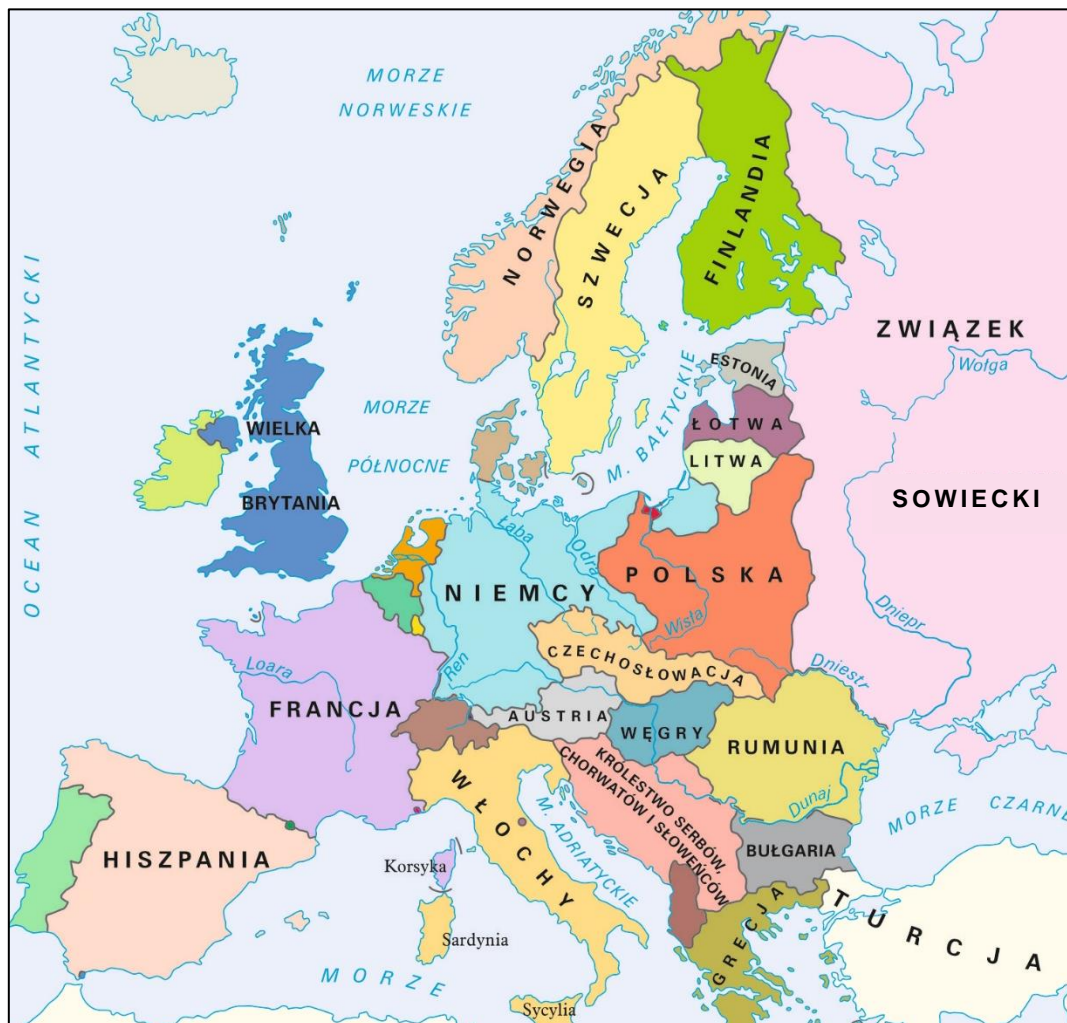 MORZE
NORWESKIE
NORWEGIA
SZWECJA
FINLANDIA
OCEAN ATLANTYCKI
ZWIĄZEK
Wołga
ESTONIA
M. BAŁTYCKIE
MORZE
PÓŁNOCNE
WIELKA
BRYTANIA
ŁOTWA
LITWA
SOWIECKI
Łaba
Odra
NIEMCY
POLSKA
Wisła
Dniepr
CZECHOSŁOWACJA
Dniestr
Loara
Ren
FRANCJA
AUSTRIA
WĘGRY
RUMUNIA
KRÓLESTWO SERBÓW,
CHORWATÓW I SŁOWEŃCÓW
Dunaj
MORZE CZARNE
WŁOCHY
M. ADRIATYCKIE
HISZPANIA
BUŁGARIA
Korsyka
Sardynia
GRECJA
TURCJA
MORZE
Sycylia